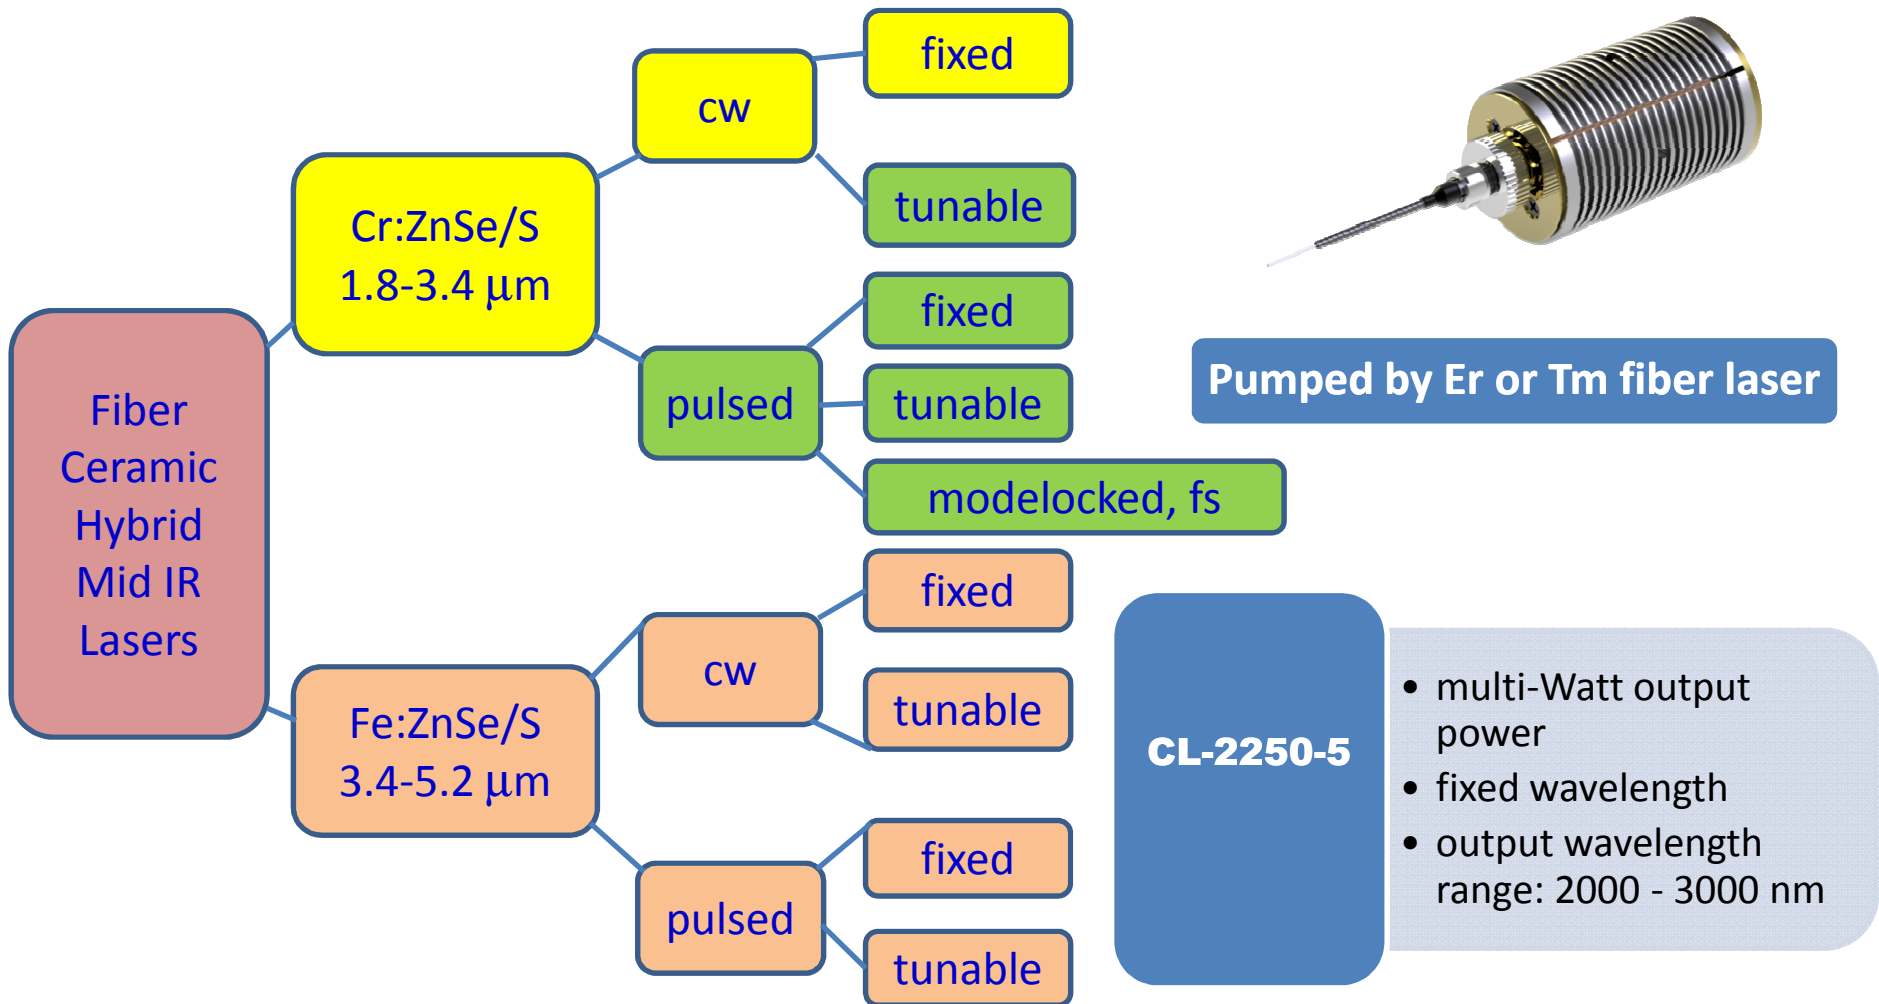 Fiber
Ceramic
Hybrid
Mid IR
Lasers
Cr:ZnSe/S
1.8-3.4 μm
cw
fixed
tunable
pulsed
fixed
tunable
modelocked, fs
Fe:ZnSe/S
3.4-5.2 μm
cw
fixed
tunable
pulsed
fixed
tunable
Pumped by Er or Tm fiber laser
CL-2250-5
• multi-Watt output
power
• fixed wavelength
• output wavelength
range: 2000 - 3000 nm